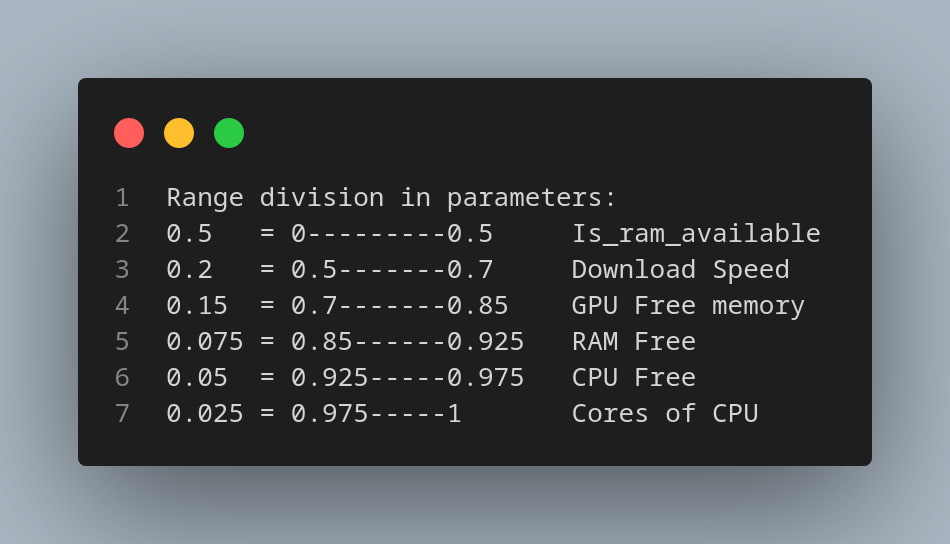 1 Range division in parameters:
2 0.5   = 0---------0.5     Is_ram_available
3 0.2   = 0.5-------0.7     Download Speed
4 0.15  = 0.7-------0.85    GPU Free memory
5 0.075 = 0.85------0.925   RAM Free
6 0.05  = 0.925-----0.975   CPU Free
7 0.025 = 0.975-----1       Cores of CPU